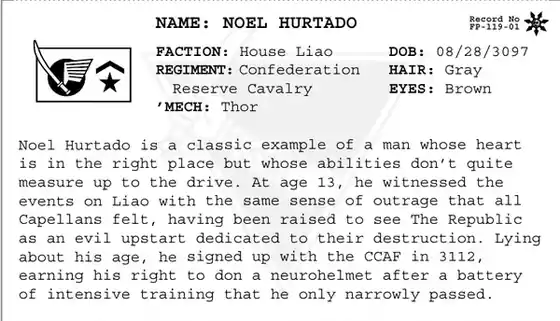 NAME: NOEL HURTADO
Record No
FP-119-01
FACTION: House Liao
DOB: 08/28/3097
REGIMENT: Confederation
HAIR: Gray
Reserve Cavalry
EYES: Brown
’MECH: Thor
Noel Hurtado is a classic example of a man whose heart
is in the right place but whose abilities don’t quite
measure up to the drive. At age 13, he witnessed the
events on Liao with the same sense of outrage that all
Capellans felt, having been raised to see The Republic
as an evil upstart dedicated to their destruction. Lying
about his age, he signed up with the CCAF in 3112,
earning his right to don a neurohelmet after a battery
of intensive training that he only narrowly passed.